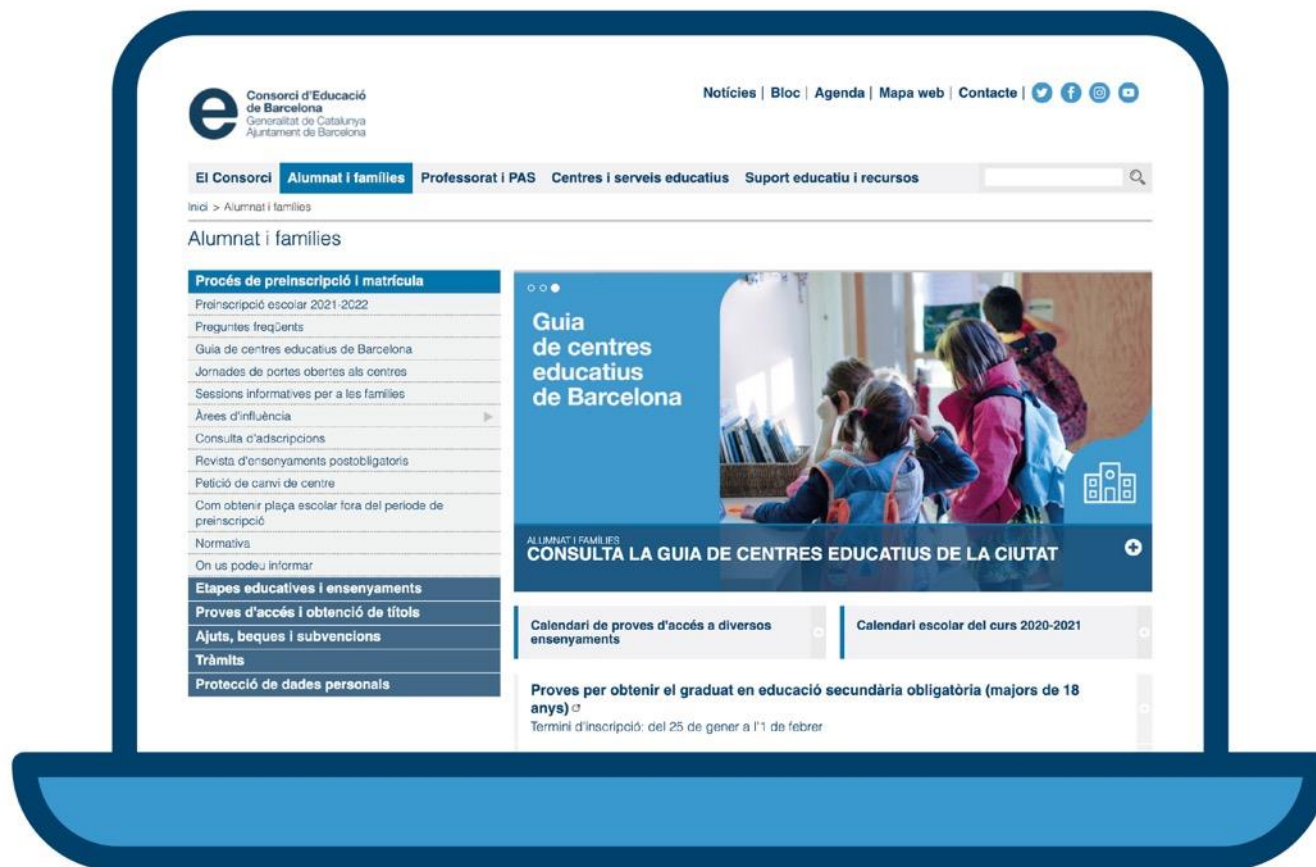 Consorci d'Educació
de Barcelona
Generalitat de Catalunya
Ajuntament de Barcelona
Notícies | Bloc | Agenda | Mapa web | Contacte |
El Consorci Alumnat i famílies Professorat i PAS Centres i serveis educatius Suport educatiu i recursos
Inici > Alumnat i famílies
Alumnat i famílies
Procés de preinscripció i matrícula
Preinscripció escolar 2021-2022
Preguntes freqüents
Guia de centres educatius de Barcelona
Jornades de portes obertes als centres
Sessions informatives per a les famílies
Àrees d'influència
Consulta d'adscripcions
Revista d'ensenyaments postobligatoris
Petició de canvi de centre
Com obtenir plaça escolar fora del període de
preinscripció
Normativa
On us podeu informar
Etapes educatives i ensenyaments
Proves d'accés i obtenció de títols
Ajuts, beques i subvencions
Tràmits
Protecció de dades personals
Guia
de centres
educatius
de Barcelona
ALUMNAT I FAMÍLIES
CONSULTA LA GUIA DE CENTRES EDUCATIUS DE LA CIUTAT
Calendari de proves d'accés a diversos
ensenyaments
Calendari escolar del curs 2020-2021
Proves per obtenir el graduat en educació secundària obligatòria (majors de 18
anys)
Termini d'inscripció: del 25 de gener a l'1 de febrer